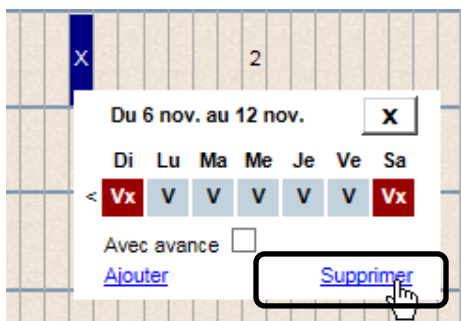 X 2
Du 6 nov. au 12 nov. X
Di Lu Ma Me Je Ve Sa
< Vx V V V V V Vx
Avec avance
Ajouter Supprimer